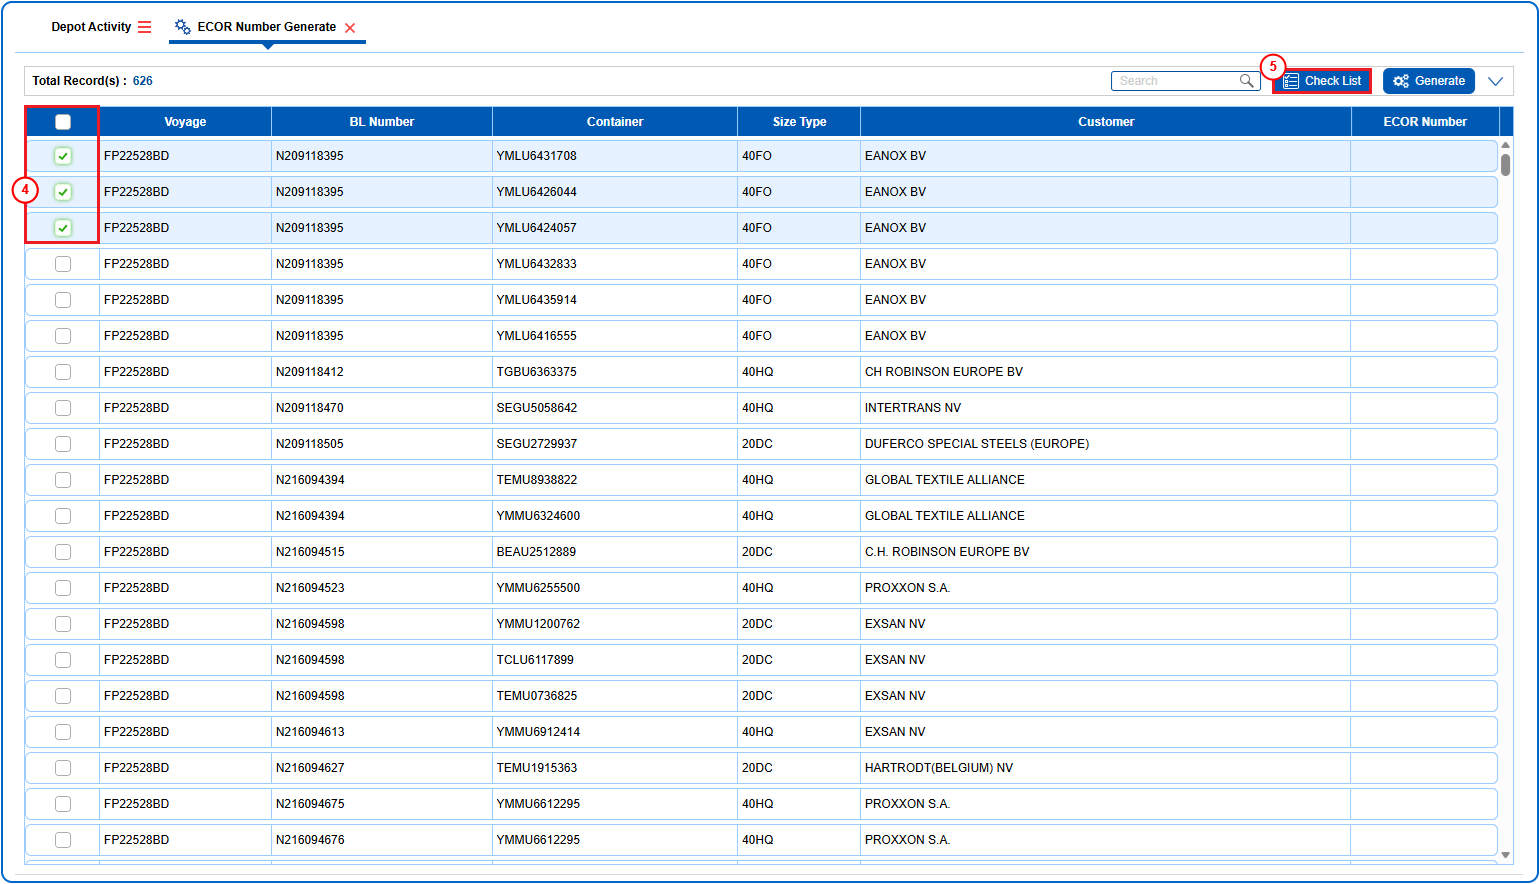 Depot Activity ECOR Number Generate
Total Record(s) : 626 Search 5 Check List Generate
Voyage BL Number Container Size Type Customer ECOR Number
FP22528BD N209118395 YMLU6431708 40FO EANOX BV
4 FP22528BD N209118395 YMLU6426044 40FO EANOX BV
FP22528BD N209118395 YMLU6424057 40FO EANOX BV
FP22528BD N209118395 YMLU6432833 40FO EANOX BV
FP22528BD N209118395 YMLU6435914 40FO EANOX BV
FP22528BD N209118395 YMLU6416555 40FO EANOX BV
FP22528BD N209118412 TGBU6363375 40HQ CH ROBINSON EUROPE BV
FP22528BD N209118470 SEGU5058642 40HQ INTERTRANS NV
FP22528BD N209118505 SEGU2729937 20DC DUFERCO SPECIAL STEELS (EUROPE)
FP22528BD N216094394 TEMU8938822 40HQ GLOBAL TEXTILE ALLIANCE
FP22528BD N216094394 YMMU6324600 40HQ GLOBAL TEXTILE ALLIANCE
FP22528BD N216094515 BEAU2512889 20DC C.H. ROBINSON EUROPE BV
FP22528BD N216094523 YMMU6255500 40HQ PROXXON S.A.
FP22528BD N216094598 YMMU1200762 20DC EXSAN NV
FP22528BD N216094598 TCLU6117899 20DC EXSAN NV
FP22528BD N216094598 TEMU0736825 20DC EXSAN NV
FP22528BD N216094613 YMMU6912414 40HQ EXSAN NV
FP22528BD N216094627 TEMU1915363 20DC HARTRODT(BELGIUM) NV
FP22528BD N216094675 YMMU6612295 40HQ PROXXON S.A.
FP22528BD N216094676 YMMU6612295 40HQ PROXXON S.A.